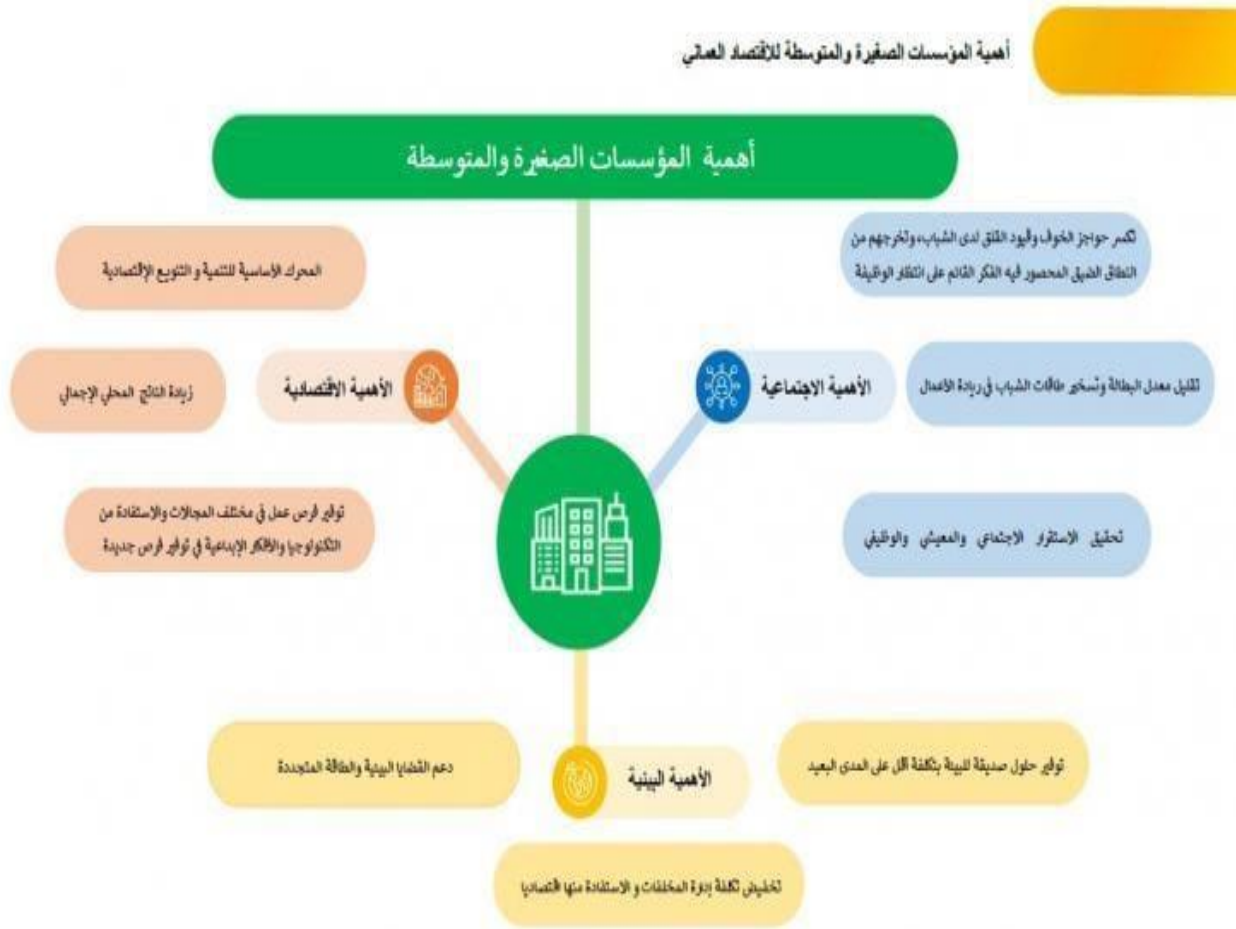 أهمية المؤسسات الصغيرة والمتوسطة للاقتصاد العماني
أهمية المؤسسات الصغيرة والمتوسطة
تكسر حواجز الخوف وقيود القلق لدى الشباب، وتخرجهم من
النطاق الضيق المحصور فيه الفكر القائم على انتظار الوظيفة
المحرك الأساسية للتنمية و التنويع الإقتصادية
الأهمية الاجتماعية
تقليل معدل البطالة وتسخير طاقات الشباب في ريادة الأعمال
الأهمية الاقتصادية
زيادة الناتج المحلي الإجمالي
تحقيق الاستقرار الاجتماعي والمعيشي والوظيفي
توفير فرص عمل في مختلف المجالات والاستفادة من
التكنولوجيا والأفكار الإبداعية في توفير فرص جديدة
توفير حلول صديقة للبيئة بتكلفة أقل على المدى البعيد
الأهمية البيئية
دعم القضايا البيئية والطاقة المتجددة
تخفيض تكلفة إدارة المخلفات و الاستفادة منها اقتصاديا